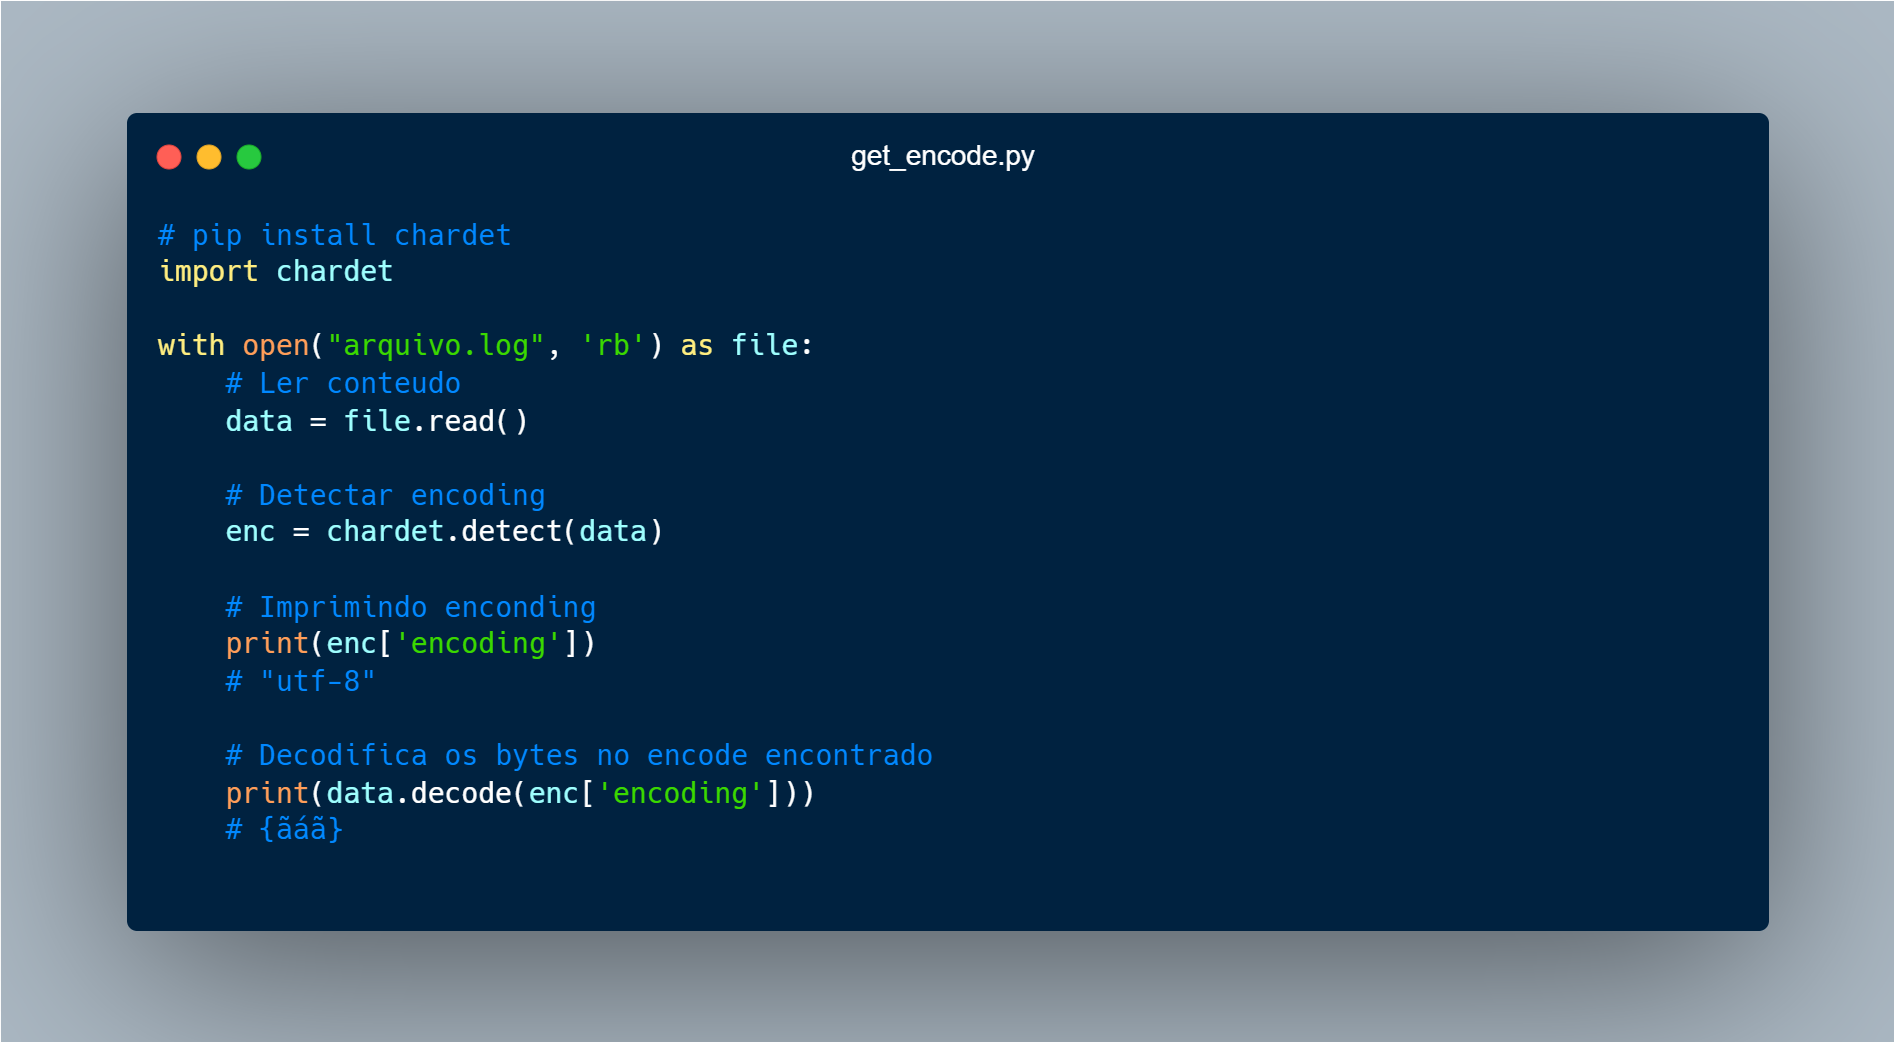 get_encode.py
# pip install chardet
import chardet
with open("arquivo.log", 'rb') as file:
# Ler conteudo
data = file.read()
# Detectar encoding
enc = chardet.detect(data)
# Imprimindo enconding
print(enc['encoding'])
# "utf-8"
# Decodifica os bytes no encode encontrado
print(data.decode(enc['encoding']))
# {ãáã}